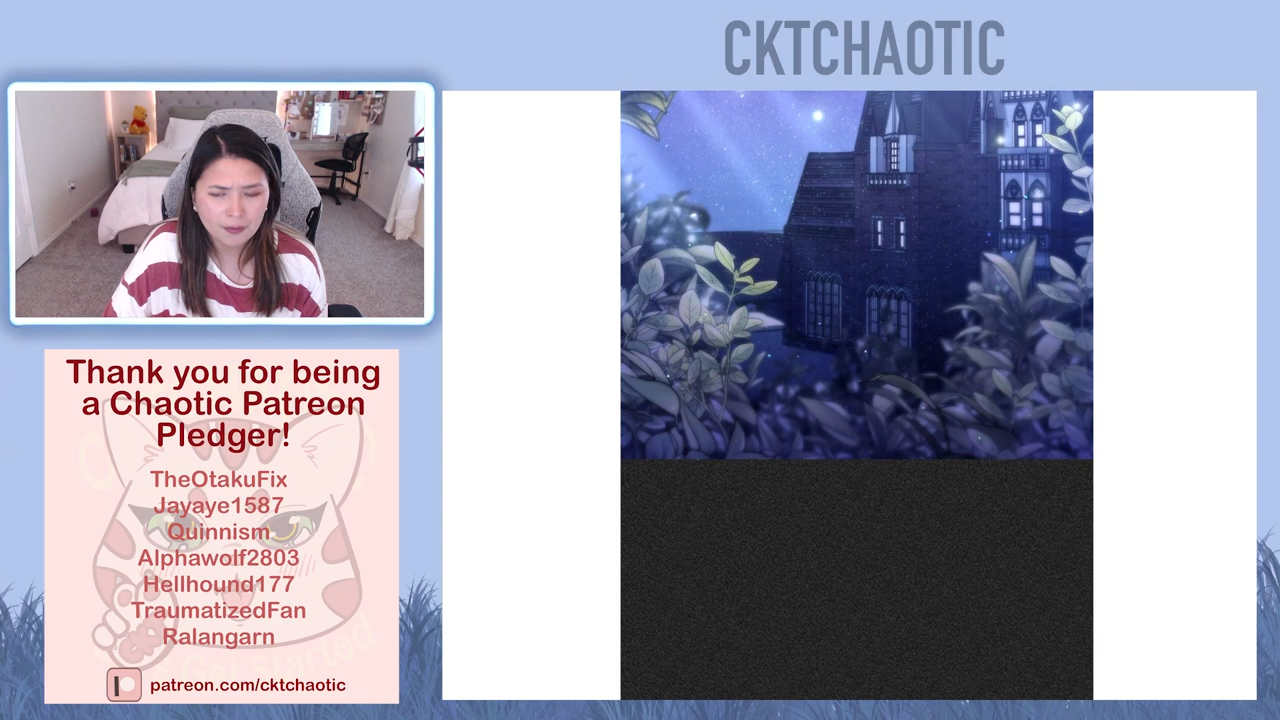 CKTCHAOTIC
Thank you for being
a Chaotic Patreon
Pledger!
TheOtakuFix
Jayaye1587
Quinnism
Alphawolf2803
Hellhound177
TraumatizedFan
Ralangarn
patreon.com/cktchaotic